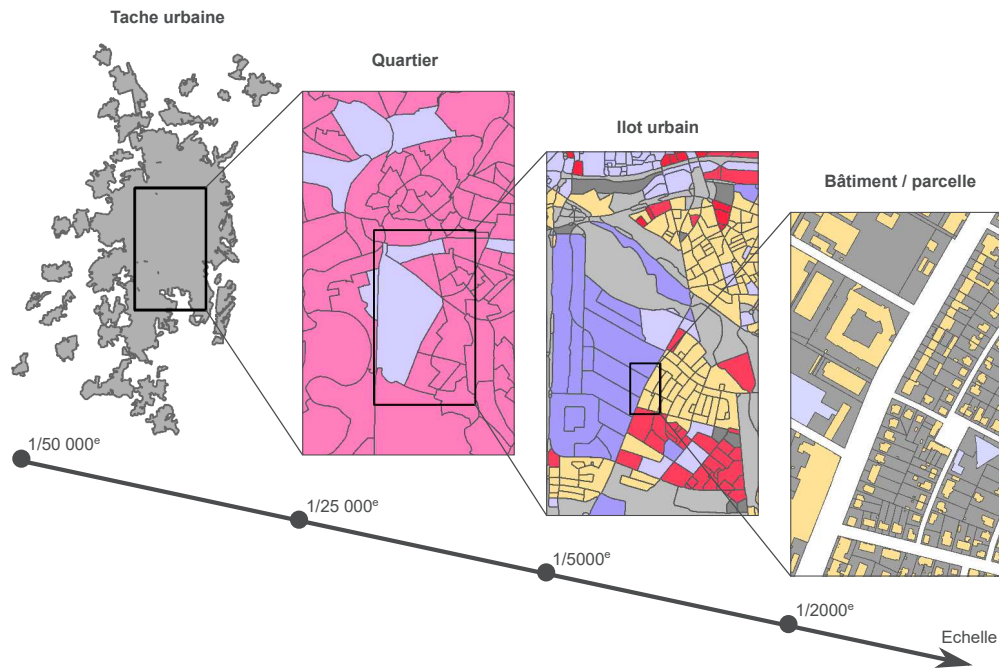 Tache urbaine
Quartier
Ilot urbain
Bâtiment / parcelle
1/50 000ᵉ
1/25 000ᵉ
1/5000ᵉ
1/2000ᵉ
Echelle